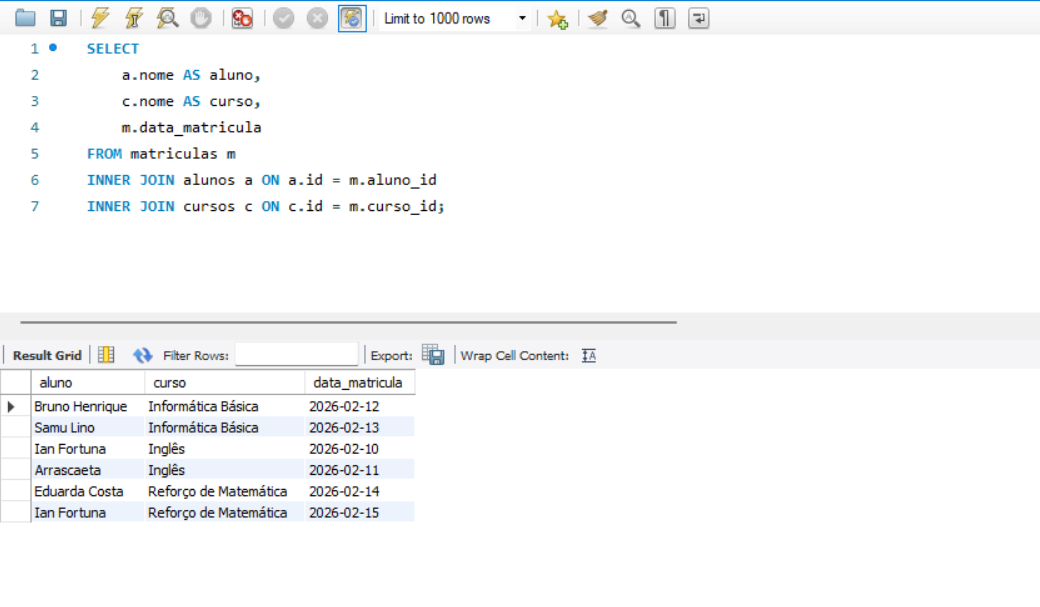 Limit to 1000 rows
1 SELECT
2 a.nome AS aluno,
3 c.nome AS curso,
4 m.data_matricula
5 FROM matriculas m
6 INNER JOIN alunos a ON a.id = m.aluno_id
7 INNER JOIN cursos c ON c.id = m.curso_id;
Result Grid Filter Rows: Export: Wrap Cell Content:
aluno curso data_matricula
Bruno Henrique Informática Básica 2026-02-12
Samu Lino Informática Básica 2026-02-13
Ian Fortuna Inglês 2026-02-10
Arrascaeta Inglês 2026-02-11
Eduarda Costa Reforço de Matemática 2026-02-14
Ian Fortuna Reforço de Matemática 2026-02-15